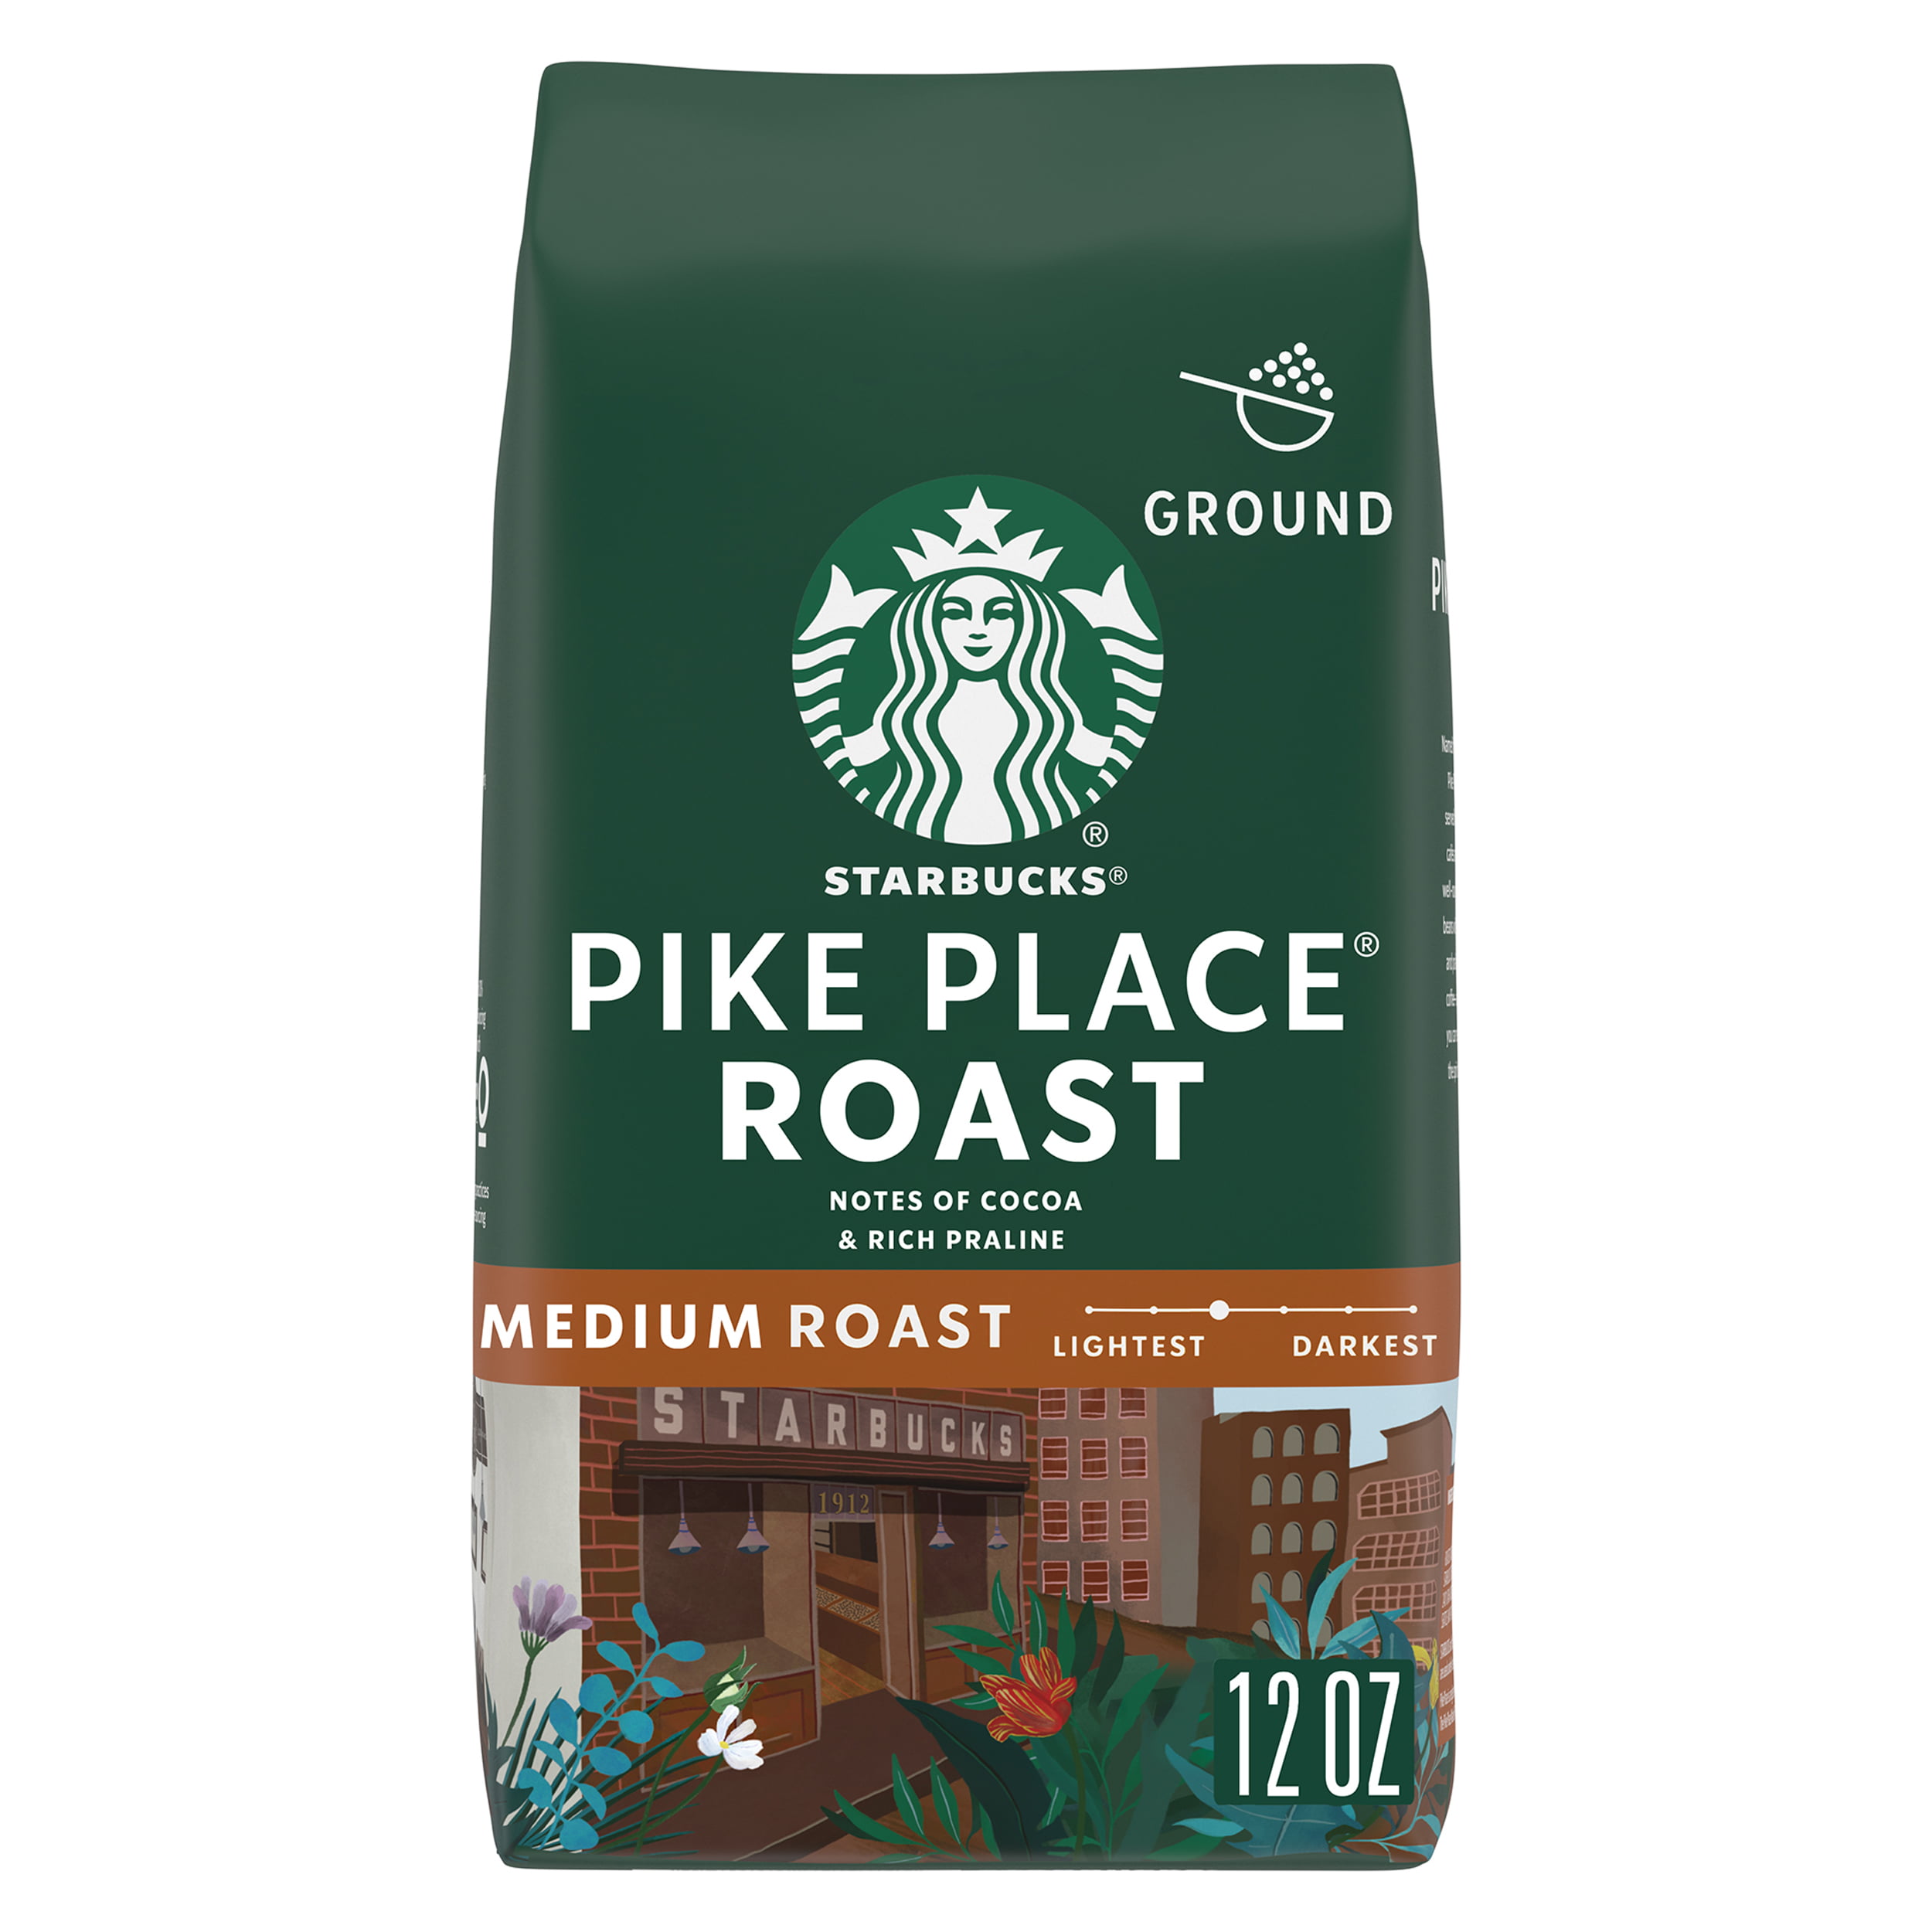 GROUND
STARBUCKS®
PIKE PLACE®
ROAST
NOTES OF COCOA
& RICH PRALINE
MEDIUM ROAST
LIGHTEST DARKEST
STARBUCKS
1912
12 OZ